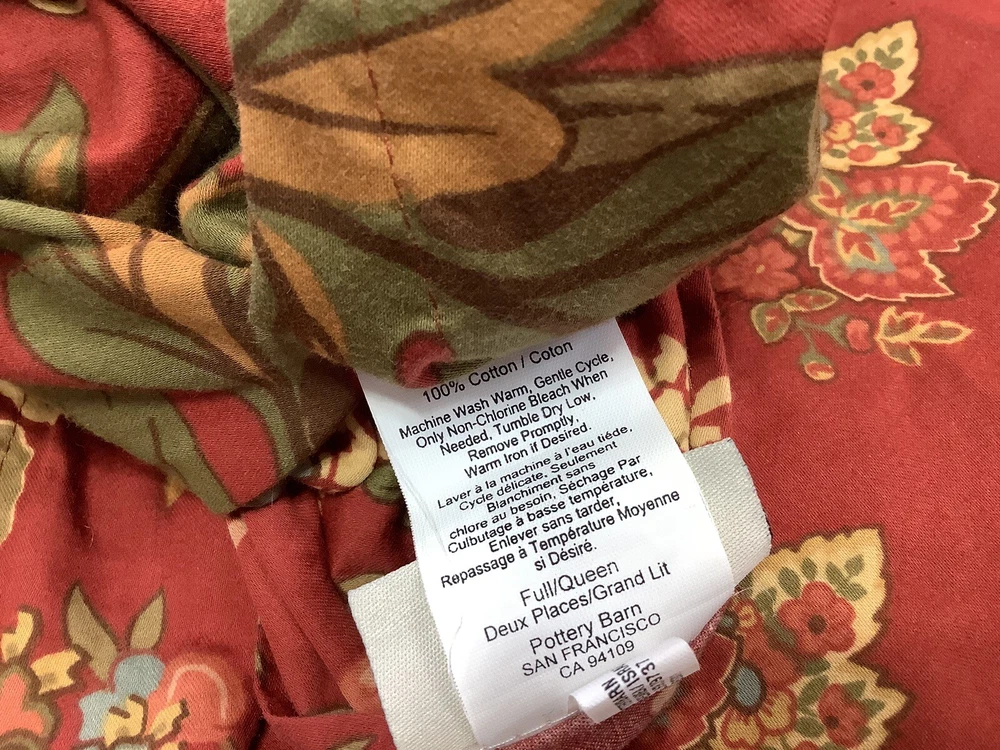 100% Cotton / Coton
Machine Wash Warm, Gentle Cycle,
Only Non-Chlorine Bleach When
Needed, Tumble Dry Low,
Remove Promptly,
Warm Iron if Desired.
Laver à la machine à l'eau tiéde,
Cycle délicate, Seulement
Blanchiment sans
chlore au besoin, Séchage Par
Culbutage à basse température,
Enlever sans tarder,
Repassage à Température Moyenne
si Désiré.
Full/Queen
Deux Places/Grand Lit
Pottery Barn
SAN FRANCISCO
CA 94109